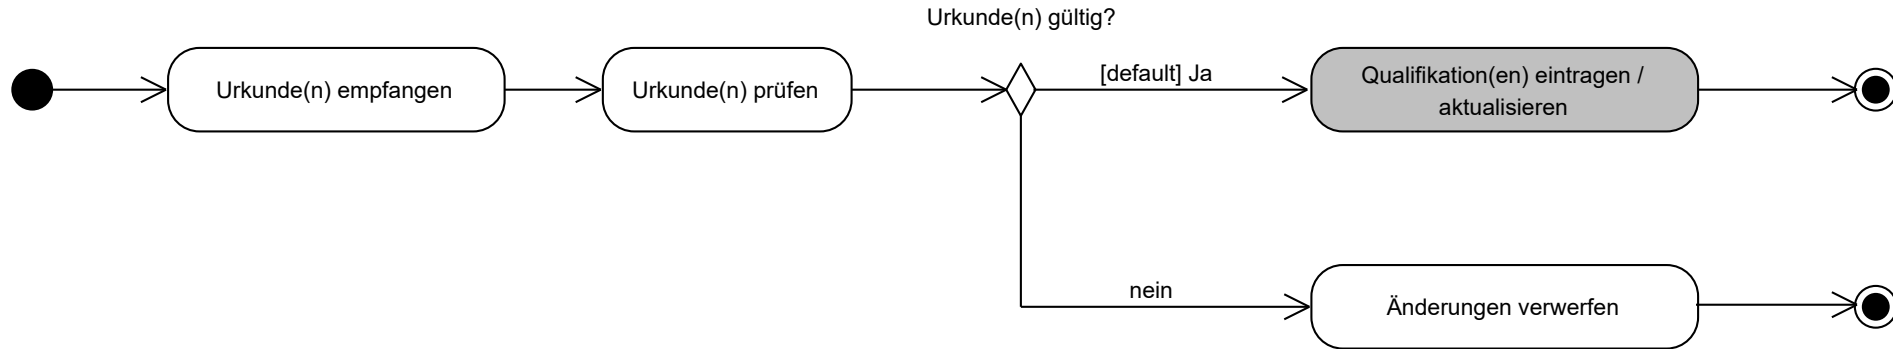 Urkunde(n) gültig?
Urkunde(n) empfangen
Urkunde(n) prüfen
[default] Ja
Qualifikation(en) eintragen /
aktualisieren
nein
Änderungen verwerfen